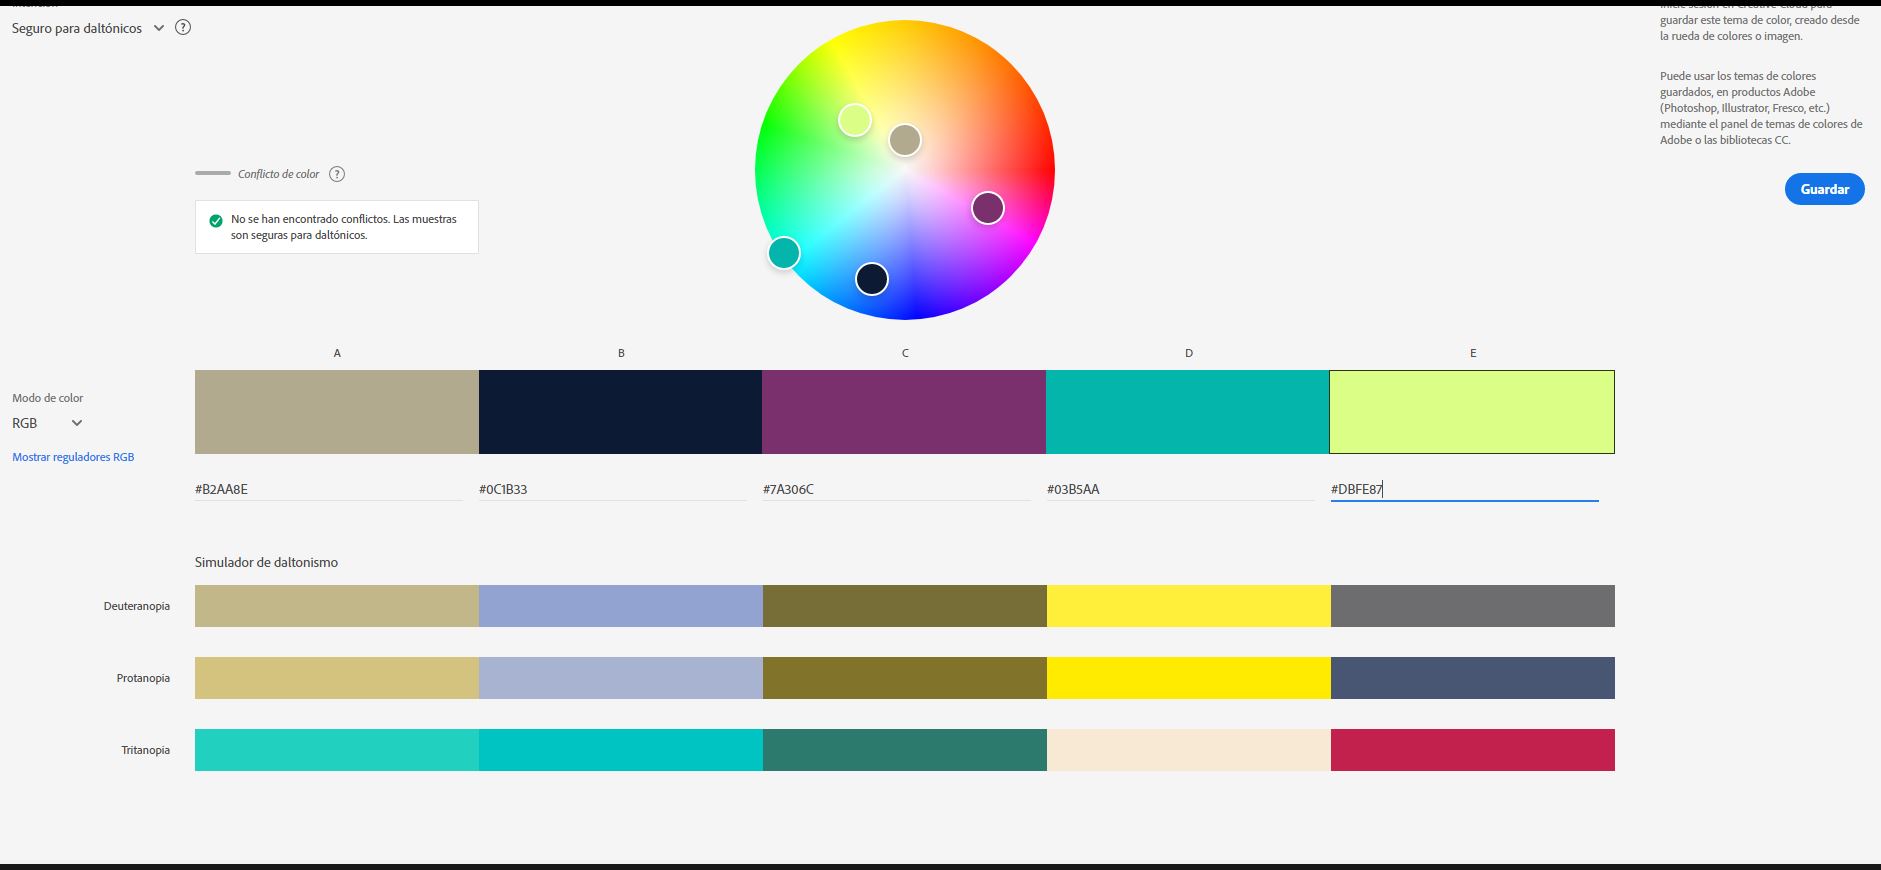 Seguro para daltónicos
?
guardar este tema de color, creado desde
la rueda de colores o imagen.
Puede usar los temas de colores
guardados, en productos Adobe
(Photoshop, Illustrator, Fresco, etc.)
mediante el panel de temas de colores de
Adobe o las bibliotecas CC.
Guardar
Conflicto de color ?
No se han encontrado conflictos. Las muestras
son seguras para daltónicos.
A B C D E
Modo de color
RGB
Mostrar reguladores RGB
#B2AA8E #0C1B33 #7A306C #03B5AA #DBFE87
Simulador de daltonismo
Deuteranopia
Protanopia
Tritanopia